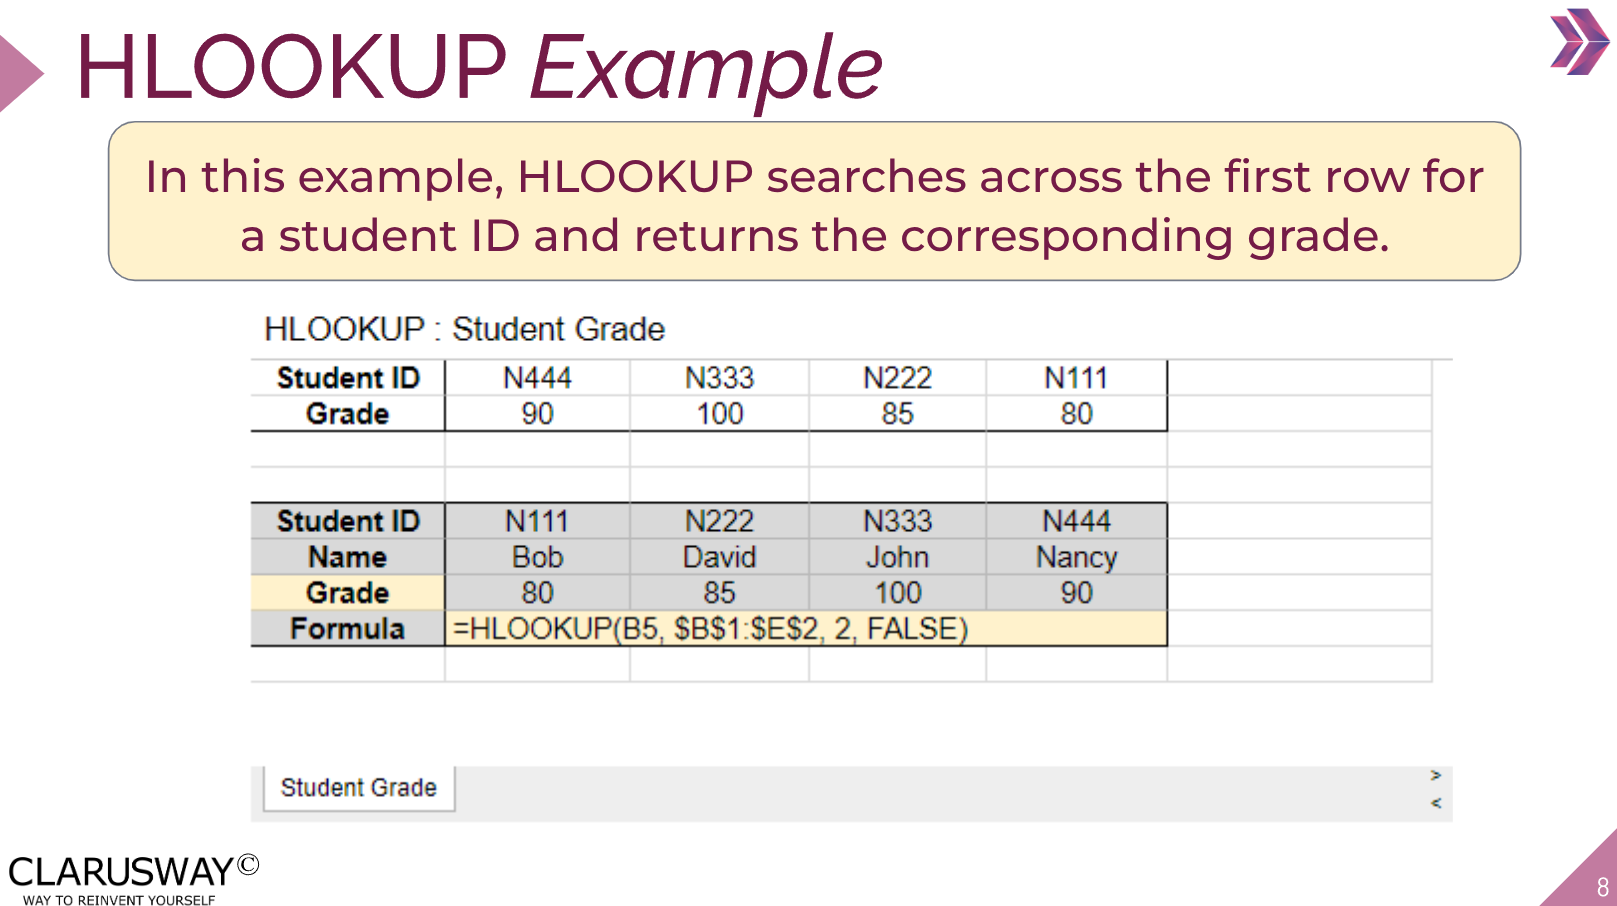 HLOOKUP Example
In this example, HLOOKUP searches across the first row for
a student ID and returns the corresponding grade.
HLOOKUP : Student Grade
Student ID N444 N333 N222 N111
Grade 90 100 85 80
Student ID N111 N222 N333 N444
Name Bob David John Nancy
Grade 80 85 100 90
Formula =HLOOKUP(B5, $B$1:$E$2, 2, FALSE)
Student Grade
>
<
CLARUSWAY©
WAY TO REINVENT YOURSELF
8